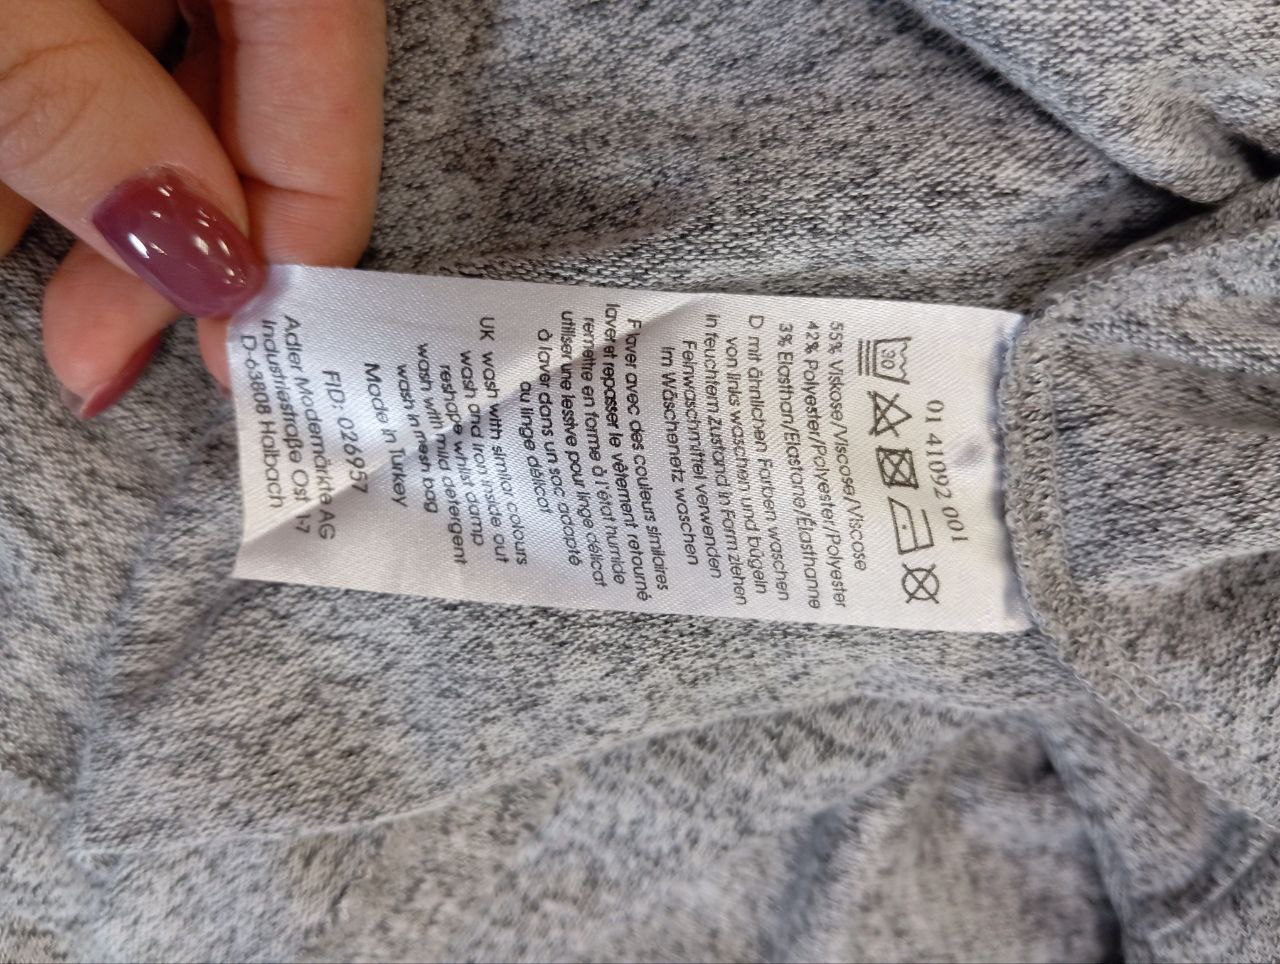 01 41092 001
30
55% Viskose/Viscose/Viscose
42% Polyester/Polyester/Polyester
3% Elasthan/Elastane/Élasthanne
D mit ähnlichen Farben waschen
von links waschen und bügeln
in feuchtem Zustand in Form ziehen
Feinwaschmittel verwenden
im Wäschenetz waschen
F laver avec des couleurs similaires
laver et repasser le vêtement retourné
remettre en forme à l'état humide
utiliser une lessive pour linge délicat
à laver dans un sac adapté
au linge délicat
UK wash with similar colours
wash and iron inside out
reshape whilst damp
wash with mild detergent
wash in mesh bag
Made in Turkey
FID: 026957
Adler Modemärkte AG
Industriestraße Ost 1-7
D-63808 Haibach